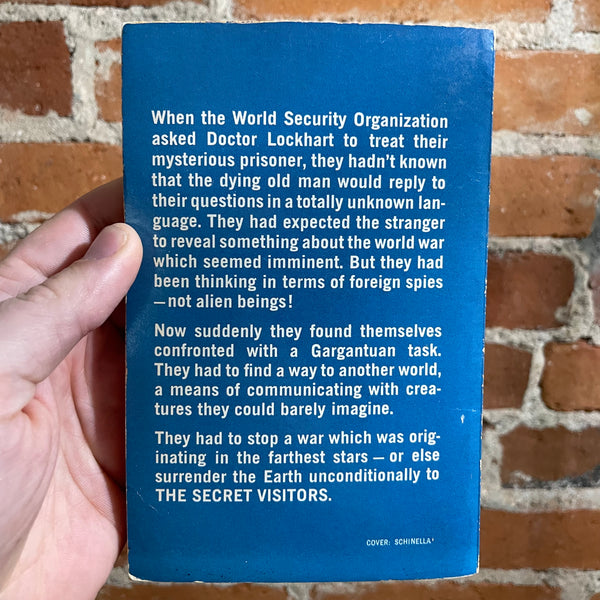 When the World Security Organization
asked Doctor Lockhart to treat their
mysterious prisoner, they hadn't known
that the dying old man would reply to
their questions in a totally unknown lan-
guage. They had expected the stranger
to reveal something about the world war
which seemed imminent. But they had
been thinking in terms of foreign spies
—not alien beings!
Now suddenly they found themselves
confronted with a Gargantuan task.
They had to find a way to another world,
a means of communicating with crea-
tures they could barely imagine.
They had to stop a war which was orig-
inating in the farthest stars — or else
surrender the Earth unconditionally to
THE SECRET VISITORS.
COVER: SCHINELLA